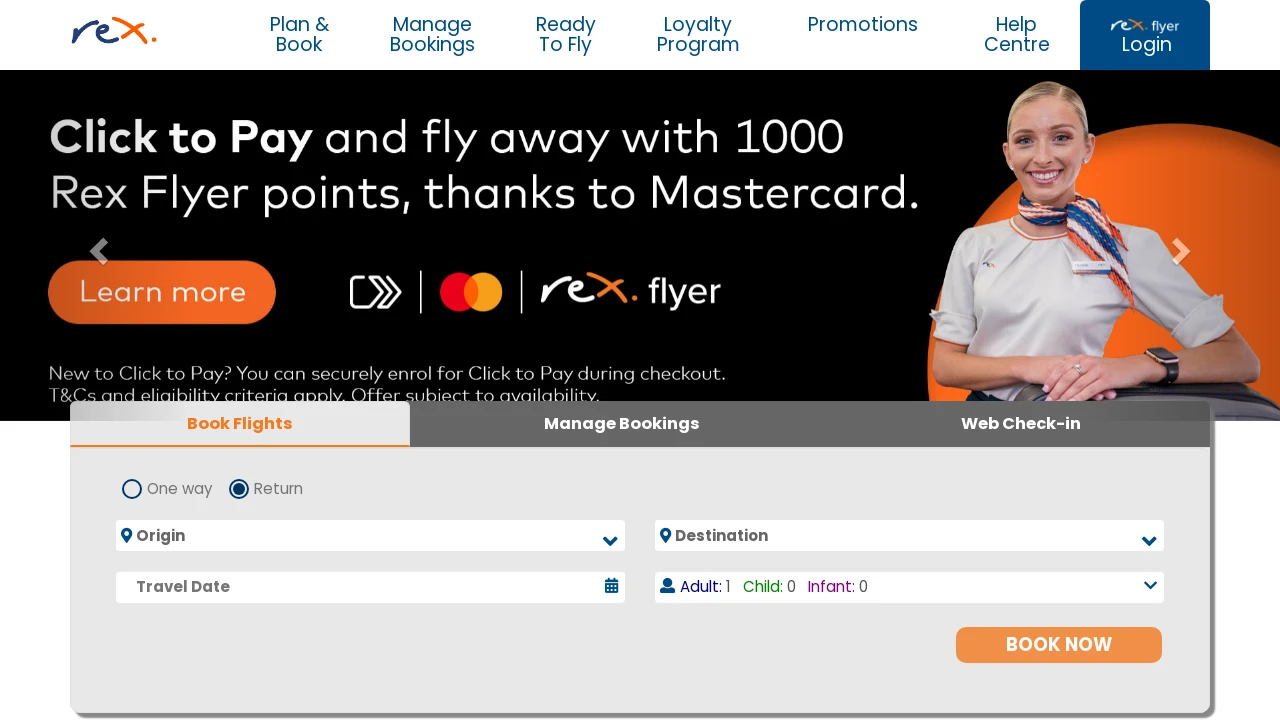 rex.
Plan &
Book
Manage
Bookings
Ready
To Fly
Loyalty
Program
Promotions
Help
Centre
rex. flyer
Login
Click to Pay and fly away with 1000
Rex Flyer points, thanks to Mastercard.
Learn more
rex. flyer
New to Click to Pay? You can securely enrol for Click to Pay during checkout.
T&Cs and eligibility criteria apply. Offer subject to availability.
Book Flights
Manage Bookings
Web Check-in
One way
Return
Origin
Destination
Travel Date
Adult: 1 Child: 0 Infant: 0
BOOK NOW